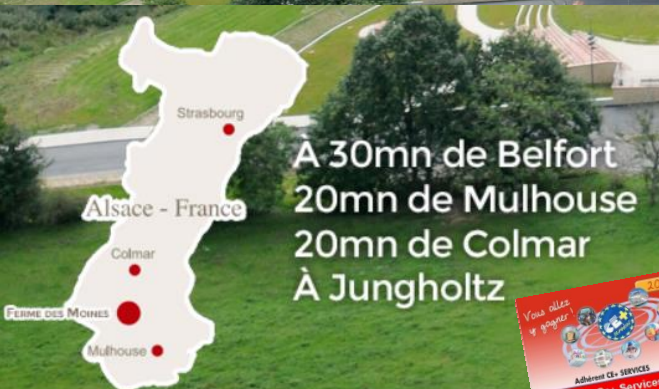 Strasbourg
Alsace - France
Colmar
FERME DES MOINES
Mulhouse
À 30mn de Belfort
20mn de Mulhouse
20mn de Colmar
À Jungholtz
Vous allez
y gagner!
CE+
Adhérent CE+ SERVICES